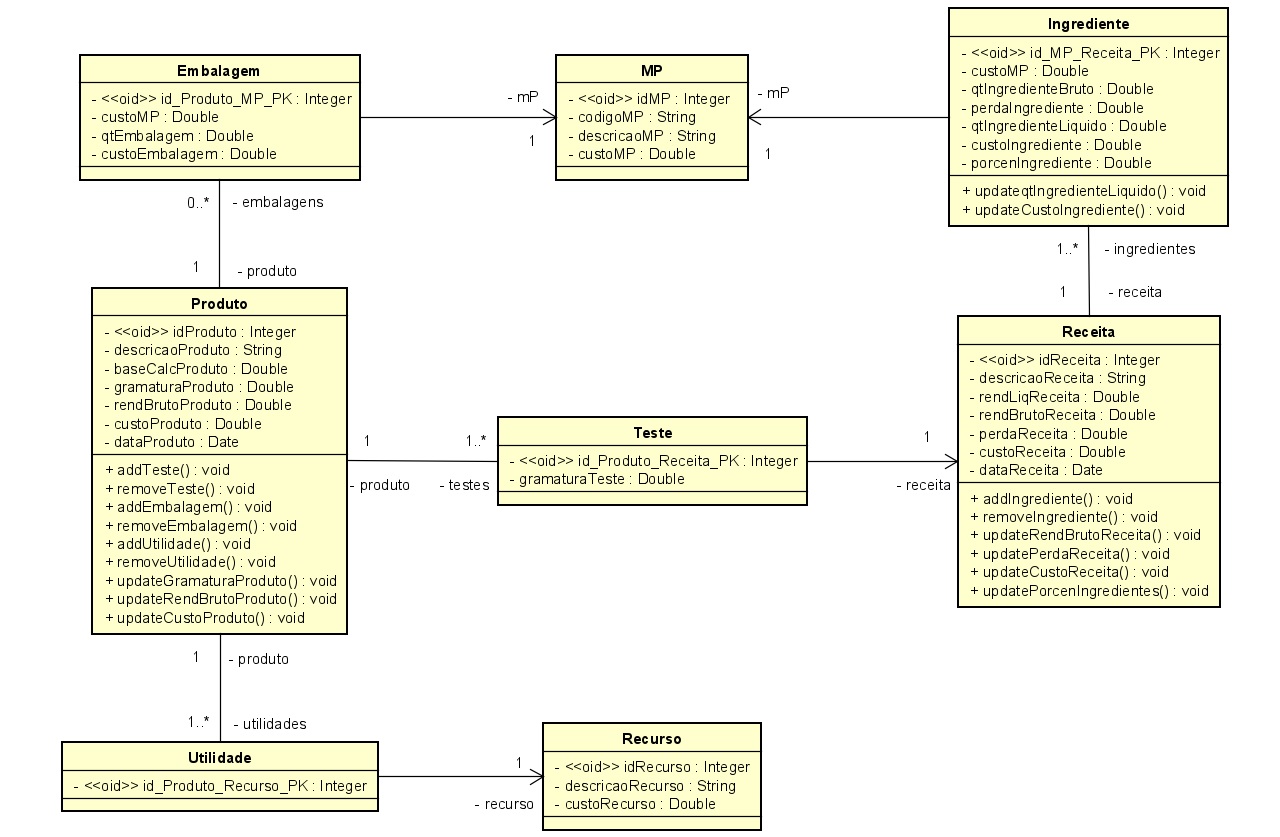 Embalagem
- <<oid>> id_Produto_MP_PK : Integer
- custoMP : Double
- qtEmbalagem : Double
- custoEmbalagem : Double
- mP
1
MP
- <<oid>> idMP : Integer
- codigoMP : String
- descricaoMP : String
- custoMP : Double
- mP
1
Ingrediente
- <<oid>> id_MP_Receita_PK : Integer
- custoMP : Double
- qtIngredienteBruto : Double
- perdaIngrediente : Double
- qtIngredienteLiquido : Double
- custoIngrediente : Double
- porcenIngrediente : Double
+ updateqtIngredienteLiquido() : void
+ updateCustoIngrediente() : void
0..* - embalagens
1 - produto
1..* - ingredientes
1 - receita
Produto
- <<oid>> idProduto : Integer
- descricaoProduto : String
- baseCalcProduto : Double
- gramaturaProduto : Double
- rendBrutoProduto : Double
- custoProduto : Double
- dataProduto : Date
+ addTeste() : void
+ removeTeste() : void
+ addEmbalagem() : void
+ removeEmbalagem() : void
+ addUtilidade() : void
+ removeUtilidade() : void
+ updateGramaturaProduto() : void
+ updateRendBrutoProduto() : void
+ updateCustoProduto() : void
1 1..*
- produto - testes
Teste
- <<oid>> id_Produto_Receita_PK : Integer
- gramaturaTeste : Double
1
- receita
Receita
- <<oid>> idReceita : Integer
- descricaoReceita : String
- rendLiqReceita : Double
- rendBrutoReceita : Double
- perdaReceita : Double
- custoReceita : Double
- dataReceita : Date
+ addIngrediente() : void
+ removeIngrediente() : void
+ updateRendBrutoReceita() : void
+ updatePerdaReceita() : void
+ updateCustoReceita() : void
+ updatePorcenIngredientes() : void
1 - produto
1..* - utilidades
Utilidade
- <<oid>> id_Produto_Recurso_PK : Integer
1
- recurso
Recurso
- <<oid>> idRecurso : Integer
- descricaoRecurso : String
- custoRecurso : Double